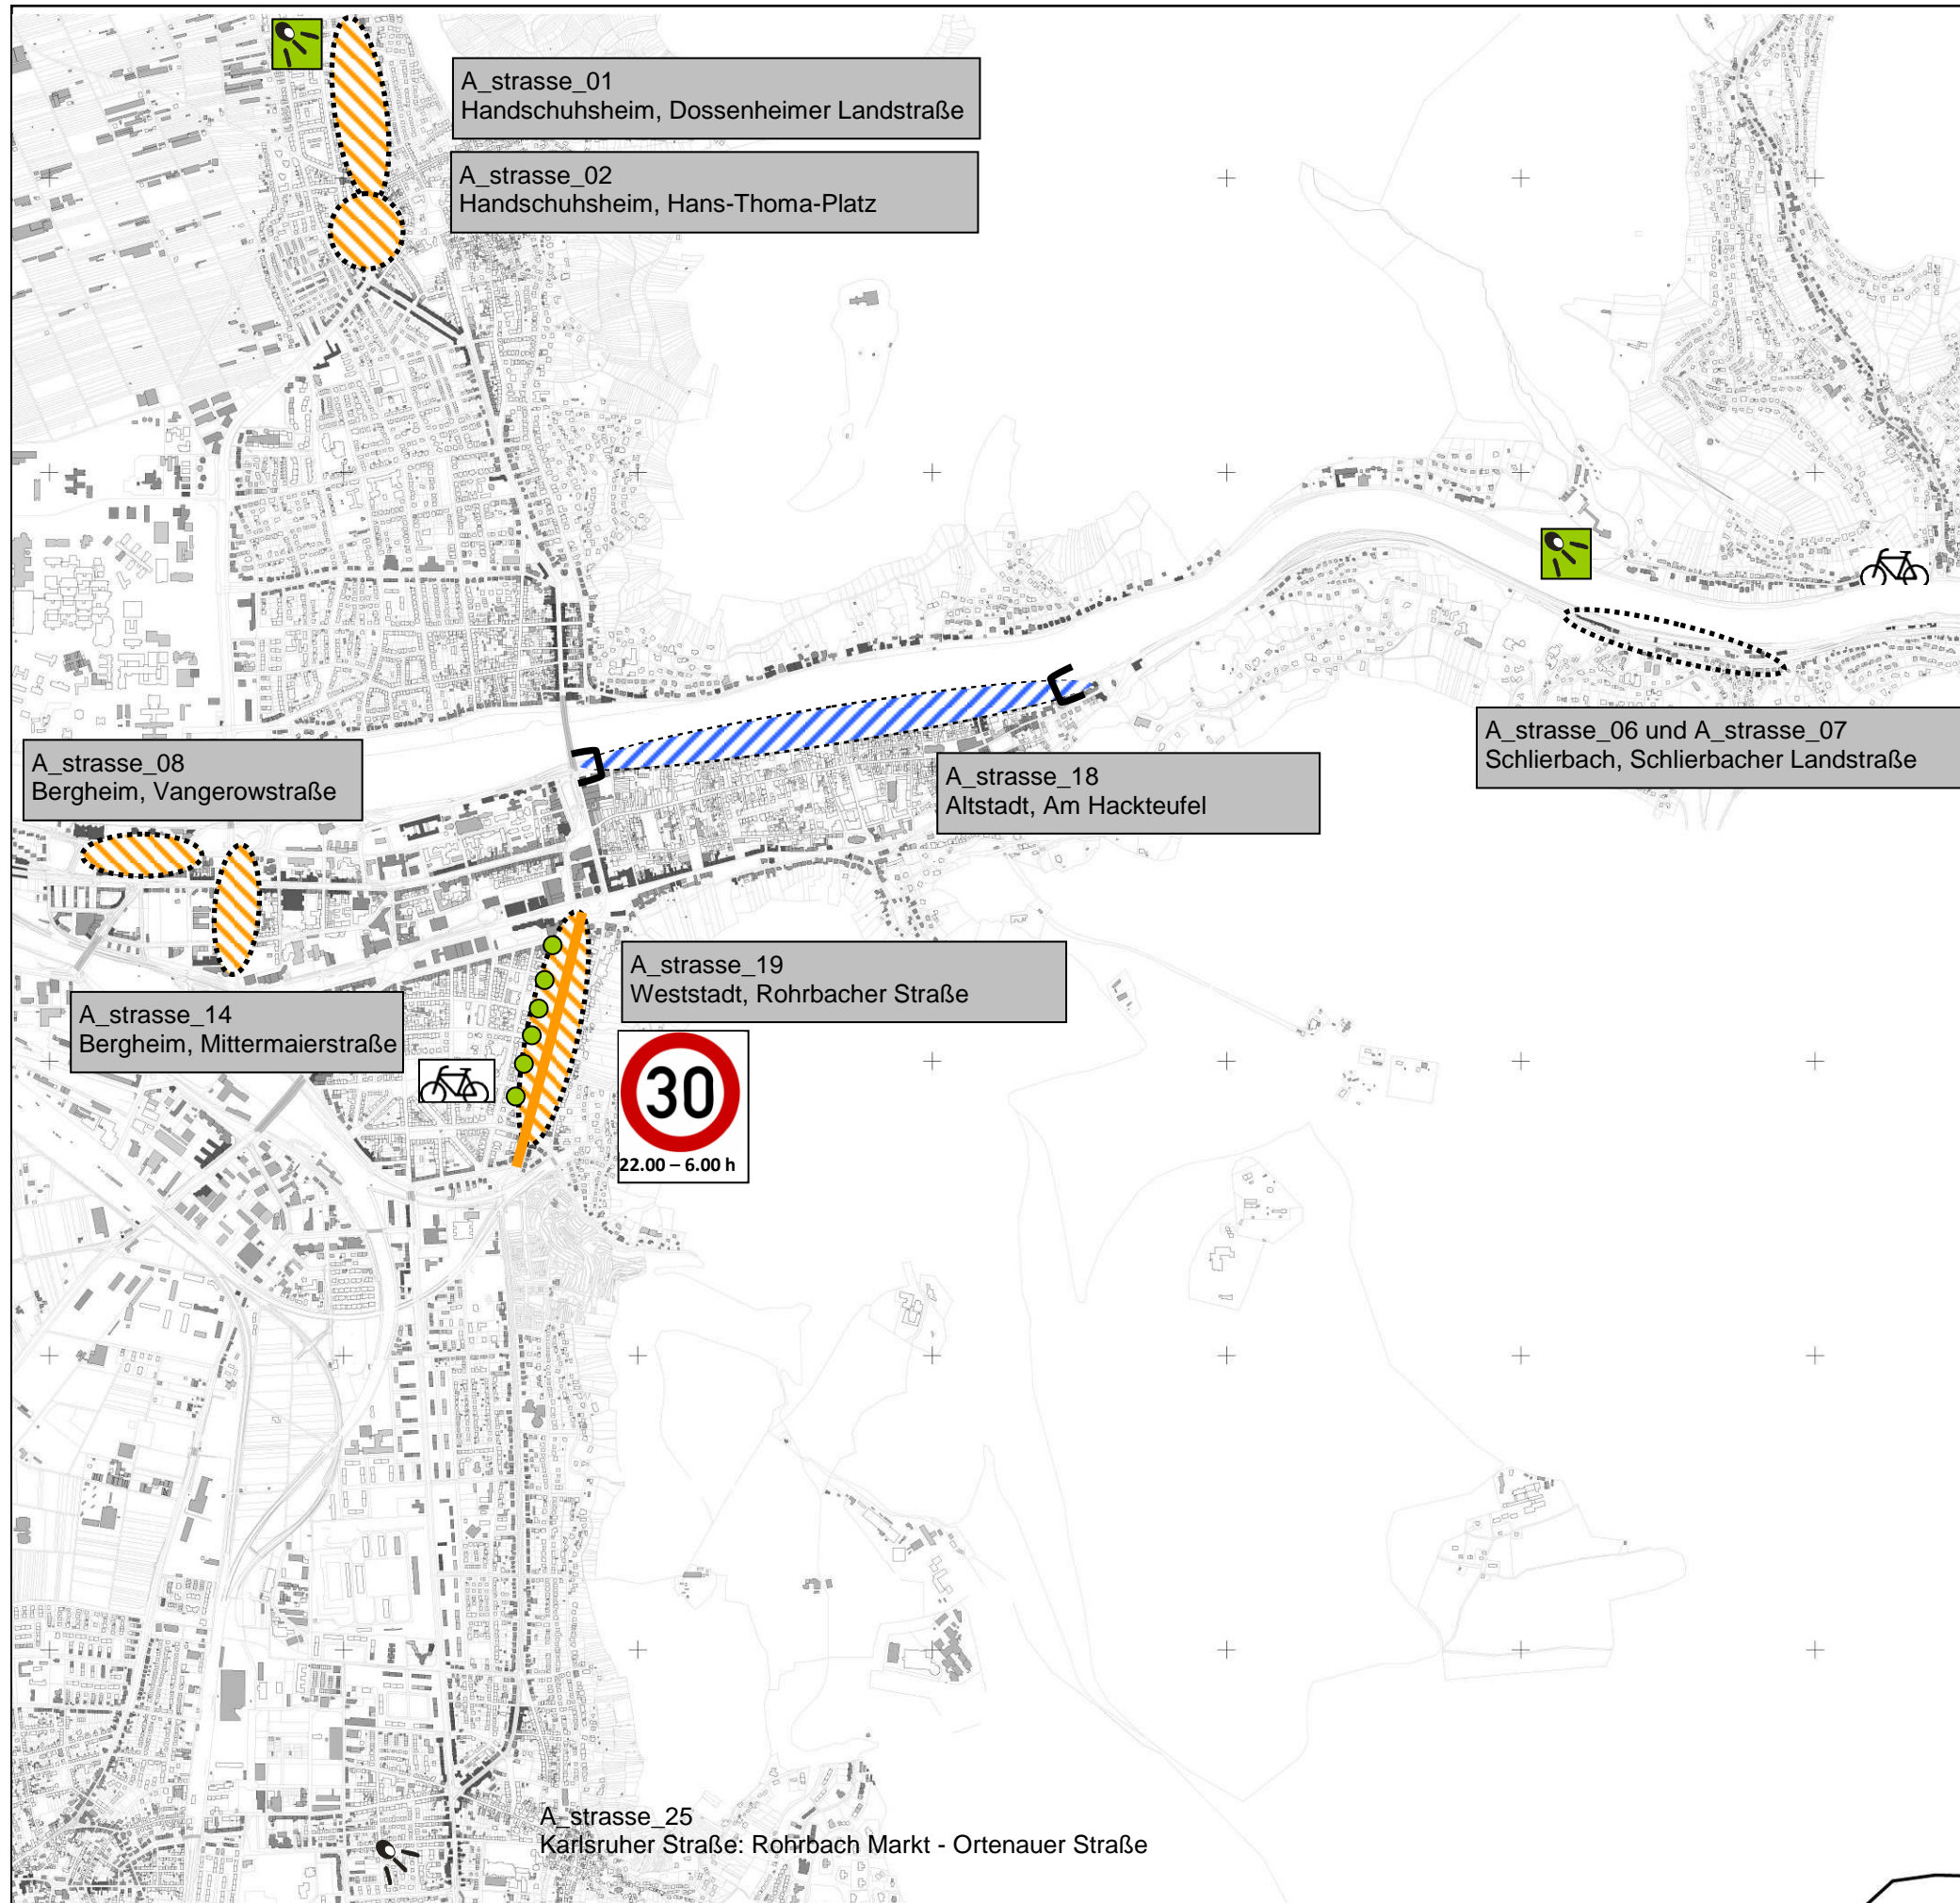 A_strasse_01
Handschuhsheim, Dossenheimer Landstraße
A_strasse_02
Handschuhsheim, Hans-Thoma-Platz
A_strasse_06 und A_strasse_07
Schlierbach, Schlierbacher Landstraße
A_strasse_08
Bergheim, Vangerowstraße
A_strasse_18
Altstadt, Am Hackteufel
A_strasse_19
Weststadt, Rohrbacher Straße
A_strasse_14
Bergheim, Mittermaierstraße
30
22.00 – 6.00 h
A_strasse_25
Karlsruher Straße: Rohrbach Markt - Ortenauer Straße